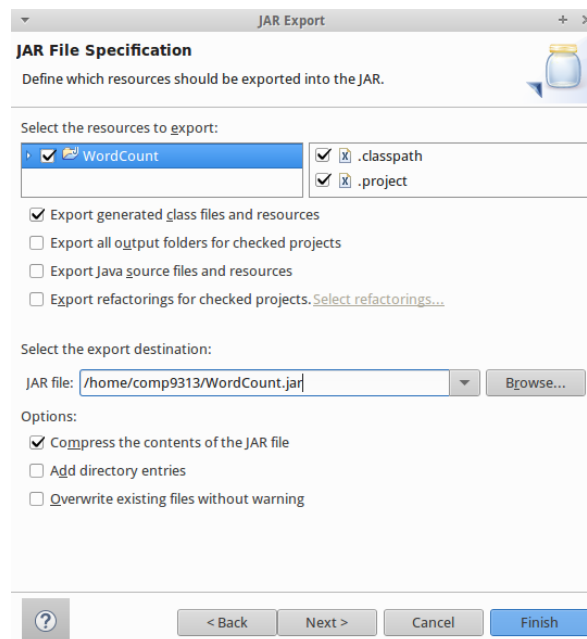 JAR Export
JAR File Specification
Define which resources should be exported into the JAR.
Select the resources to export:
WordCount
.classpath
.project
Export generated class files and resources
Export all output folders for checked projects
Export Java source files and resources
Export refactorings for checked projects. Select refactorings...
Select the export destination:
JAR file: /home/comp9313/WordCount.jar Browse...
Options:
Compress the contents of the JAR file
Add directory entries
Overwrite existing files without warning
? < Back Next > Cancel Finish